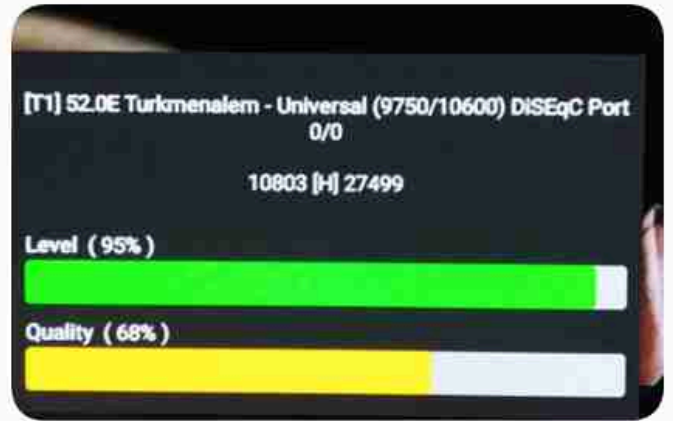 [T1] 52.0E Turkmenalem - Universal (9750/10600) DiSEqC Port
0/0
10803 [H] 27499
Level ( 95% )
Quality ( 68% )